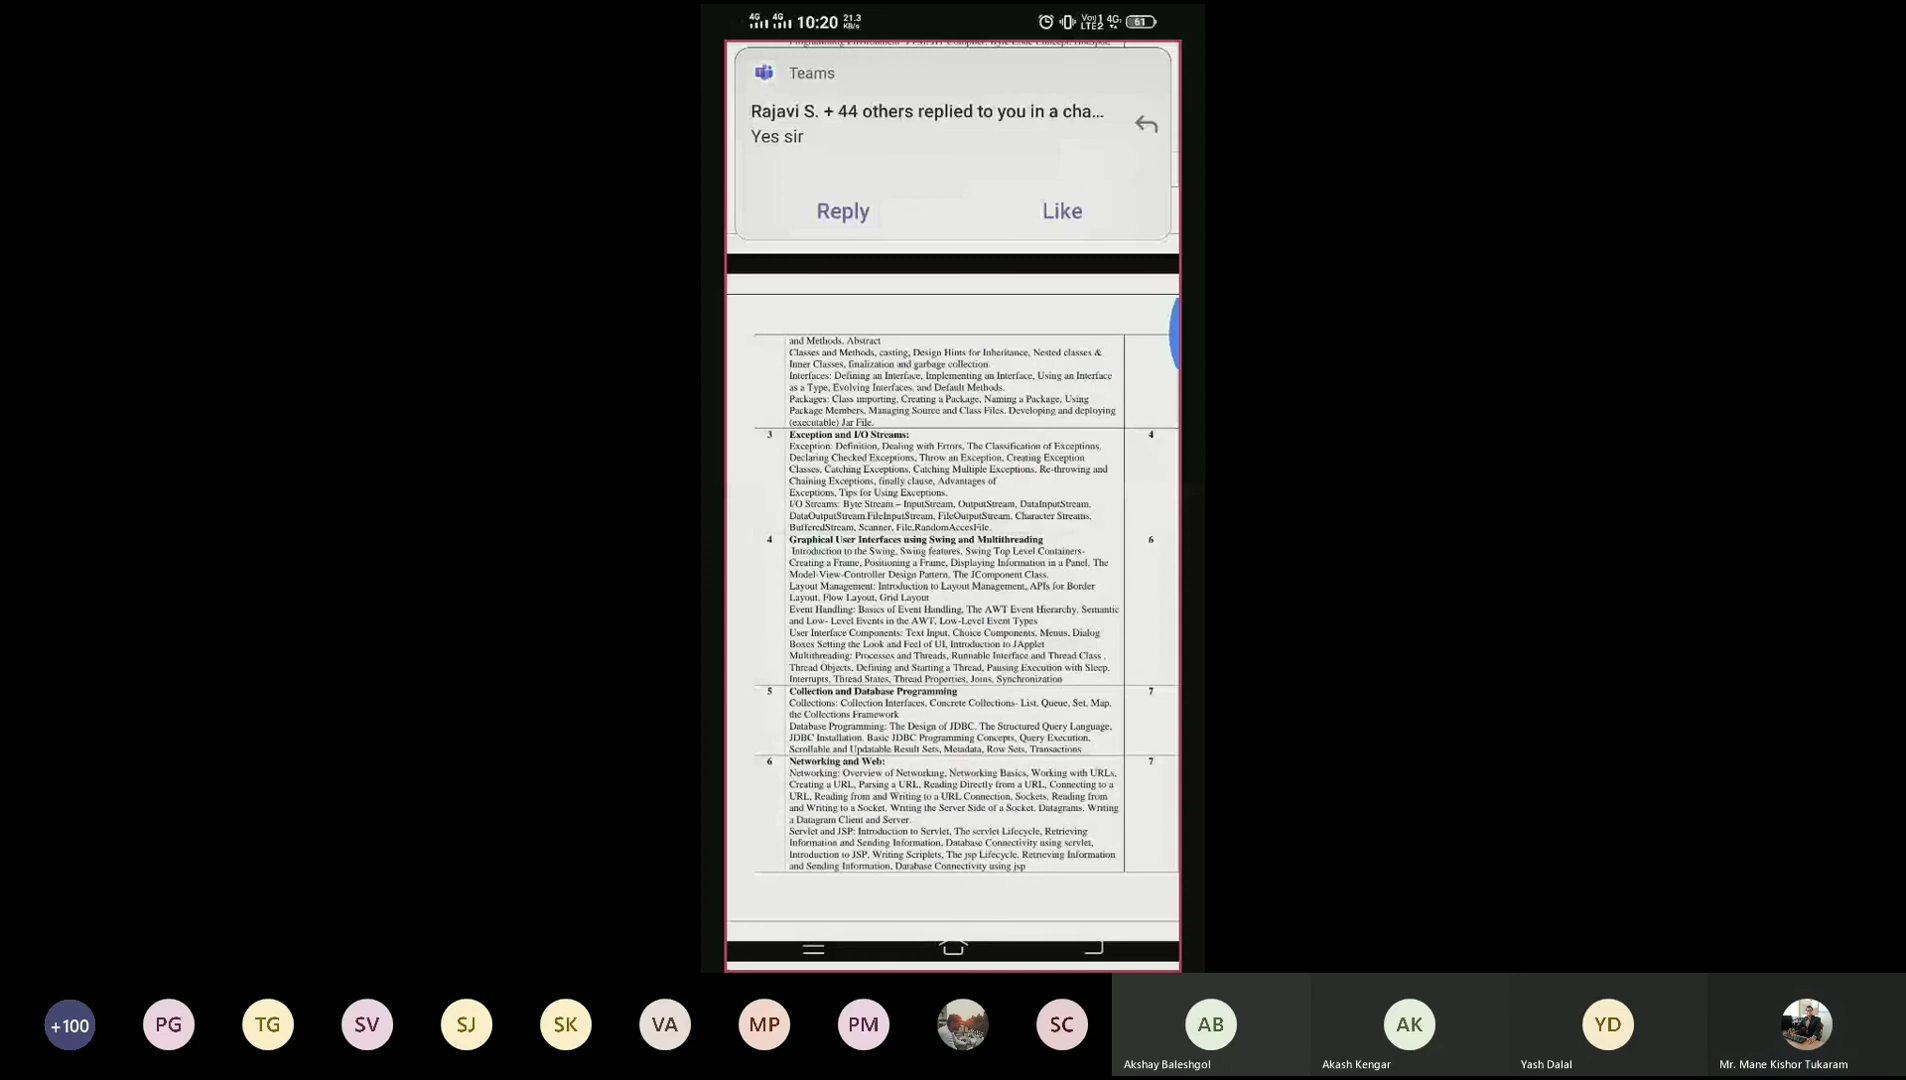 4G 4G 10:20 21.3 KB/s Vo) 1 LTE2 4G 61
Teams
Rajavi S. + 44 others replied to you in a cha...
Yes sir
Reply Like
and Methods, Abstract
Classes and Methods, casting, Design Hints for Inheritance, Nested classes &
Inner Classes, finalization and garbage collection.
Interfaces: Defining an Interface, Implementing an Interface, Using an Interface
as a Type, Evolving Interfaces, and Default Methods.
Packages: Class importing, Creating a Package, Naming a Package, Using
Package Members, Managing Source and Class Files. Developing and deploying
(executable) Jar File.
3 Exception and I/O Streams: 4
Exception: Definition, Dealing with Errors, The Classification of Exceptions,
Declaring Checked Exceptions, Throw an Exception, Creating Exception
Classes, Catching Exceptions, Catching Multiple Exceptions, Re-throwing and
Chaining Exceptions, finally clause, Advantages of
Exceptions, Tips for Using Exceptions.
I/O Streams: Byte Stream – InputStream, OutputStream, DataInputStream,
DataOutputStream,FileInputStream, FileOutputStream, Character Streams,
BufferedStream, Scanner, File,RandomAccesFile.
4 Graphical User Interfaces using Swing and Multithreading 6
Introduction to the Swing, Swing features, Swing Top Level Containers-
Creating a Frame, Positioning a Frame, Displaying Information in a Panel, The
Model-View-Controller Design Pattern, The JComponent Class.
Layout Management: Introduction to Layout Management, APIs for Border
Layout, Flow Layout, Grid Layout
Event Handling: Basics of Event Handling, The AWT Event Hierarchy, Semantic
and Low- Level Events in the AWT, Low-Level Event Types
User Interface Components: Text Input, Choice Components, Menus, Dialog
Boxes Setting the Look and Feel of UI, Introduction to JApplet
Multithreading: Processes and Threads, Runnable Interface and Thread Class ,
Thread Objects, Defining and Starting a Thread, Pausing Execution with Sleep,
Interrupts, Thread States, Thread Properties, Joins, Synchronization
5 Collection and Database Programming 7
Collections: Collection Interfaces, Concrete Collections- List, Queue, Set, Map,
the Collections Framework
Database Programming: The Design of JDBC, The Structured Query Language,
JDBC Installation, Basic JDBC Programming Concepts, Query Execution,
Scrollable and Updatable Result Sets, Metadata, Row Sets, Transactions
6 Networking and Web: 7
Networking: Overview of Networking, Networking Basics, Working with URLs,
Creating a URL, Parsing a URL, Reading Directly from a URL, Connecting to a
URL, Reading from and Writing to a URL Connection, Sockets, Reading from
and Writing to a Socket, Writing the Server Side of a Socket, Datagrams, Writing
a Datagram Client and Server.
Servlet and JSP: Introduction to Servlet, The servlet Lifecycle, Retrieving
Information and Sending Information, Database Connectivity using servlet,
Introduction to JSP, Writing Scriplets, The jsp Lifecycle, Retrieving Information
and Sending Information, Database Connectivity using jsp
+100 PG TG SV SJ SK VA MP PM SC AB AK YD
Akshay Baleshgol Akash Kengar Yash Dalal Mr. Mane Kishor Tukaram